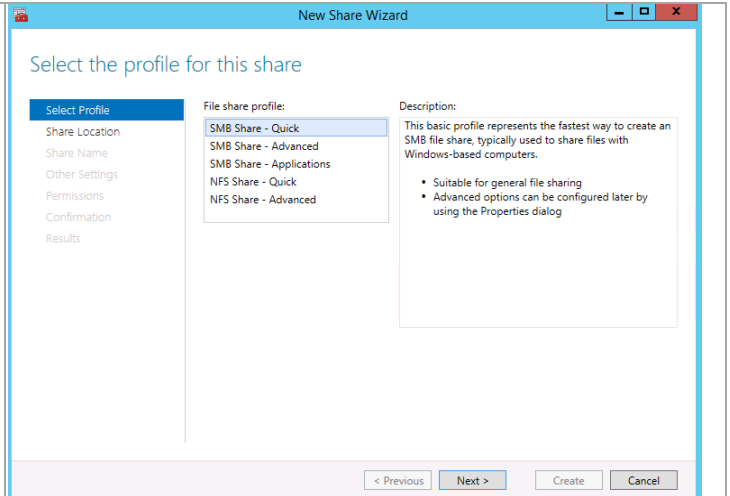 New Share Wizard
Select the profile for this share
Select Profile
Share Location
Share Name
Other Settings
Permissions
Confirmation
Results
File share profile:
SMB Share - Quick
SMB Share - Advanced
SMB Share - Applications
NFS Share - Quick
NFS Share - Advanced
Description:
This basic profile represents the fastest way to create an
SMB file share, typically used to share files with
Windows-based computers.
• Suitable for general file sharing
• Advanced options can be configured later by
using the Properties dialog
< Previous
Next >
Create
Cancel